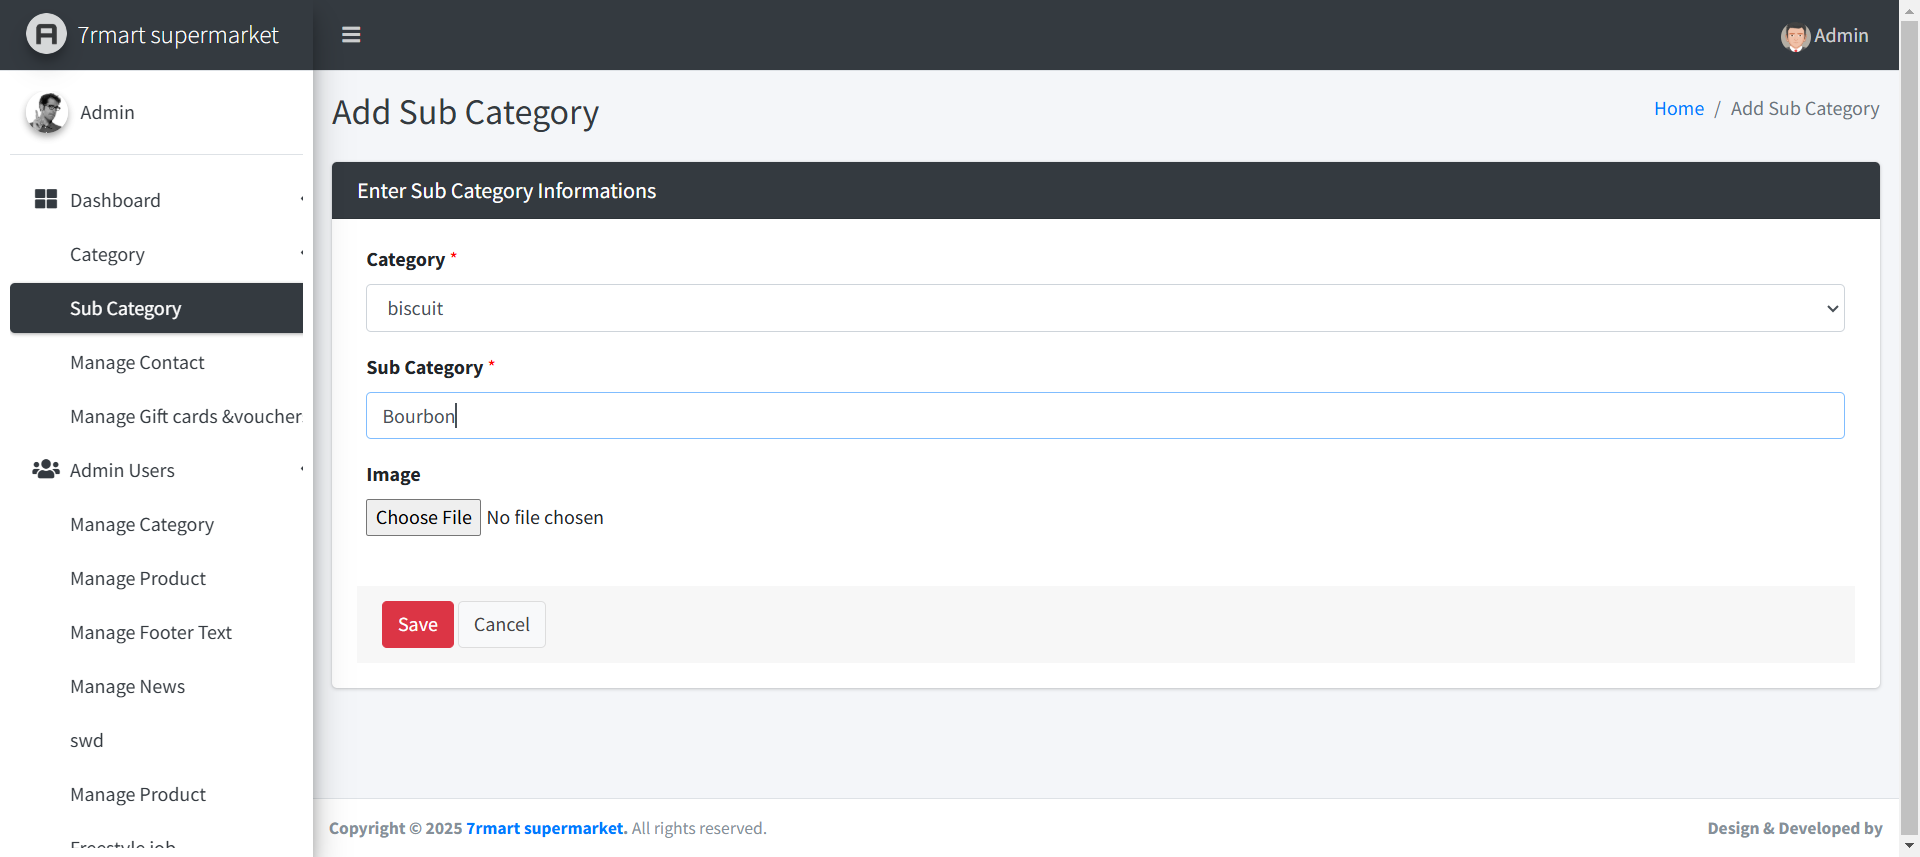 7rmart supermarket
Admin
Admin
Dashboard
Category
Sub Category
Manage Contact
Manage Gift cards &voucher
Admin Users
Manage Category
Manage Product
Manage Footer Text
Manage News
swd
Manage Product
Freestyle job
Add Sub Category
Home / Add Sub Category
Enter Sub Category Informations
Category *
biscuit
Sub Category *
Bourbon
Image
Choose File No file chosen
Save Cancel
Copyright © 2025 7rmart supermarket. All rights reserved.
Design & Developed by